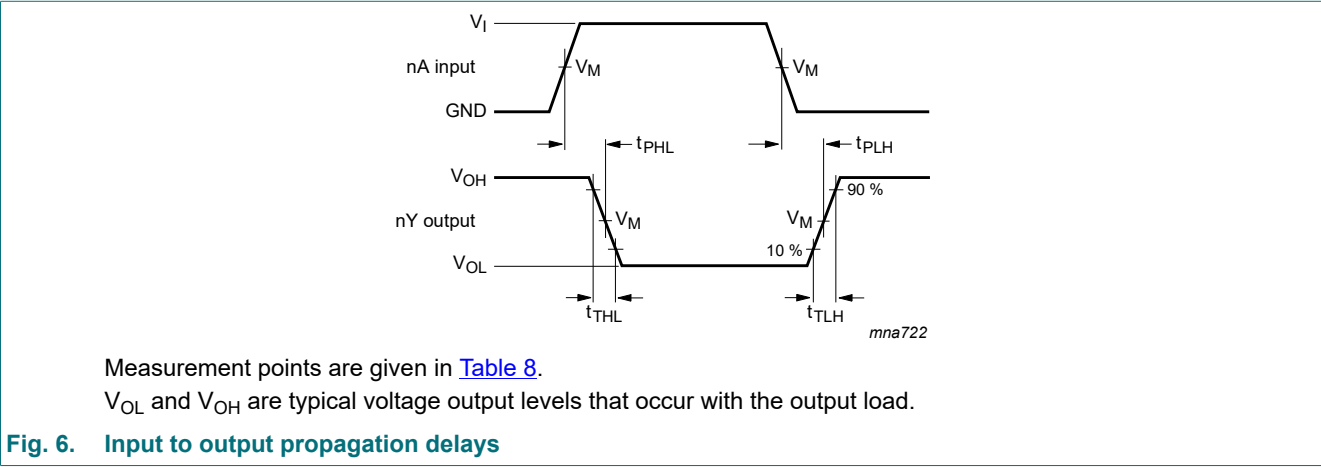 VI
nA input
VM
VM
GND
tPHL
tPLH
VOH
90 %
nY output
VM
VM
10 %
VOL
tTHL
tTLH
mna722
Measurement points are given in Table 8.
VOL and VOH are typical voltage output levels that occur with the output load.
Fig. 6. Input to output propagation delays